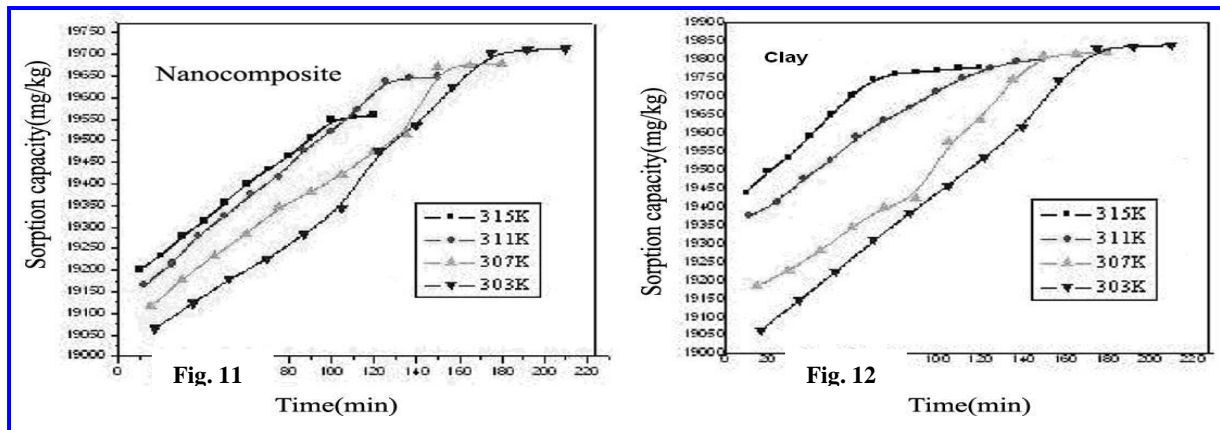 Sorption capacity(mg/kg)
19750
19700
19650
19600
19550
19500
19450
19400
19350
19300
19250
19200
19150
19100
19050
19000
Nanocomposite
315K
311K
307K
303K
0 80 100 120 140 160 180 200 220
Fig. 11
Time(min)
Sorption capacity(mg/kg)
19900
19850
19800
19750
19700
19650
19600
19550
19500
19450
19400
19350
19300
19250
19200
19150
19100
19050
19000
Clay
315K
311K
307K
303K
0 20 100 120 140 160 180 200 220
Fig. 12
Time(min)